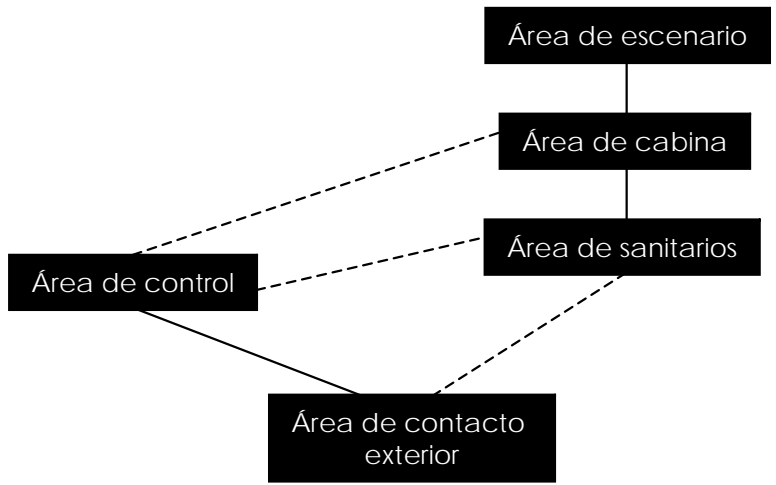 Área de escenario
Área de cabina
Área de sanitarios
Área de control
Área de contacto
exterior